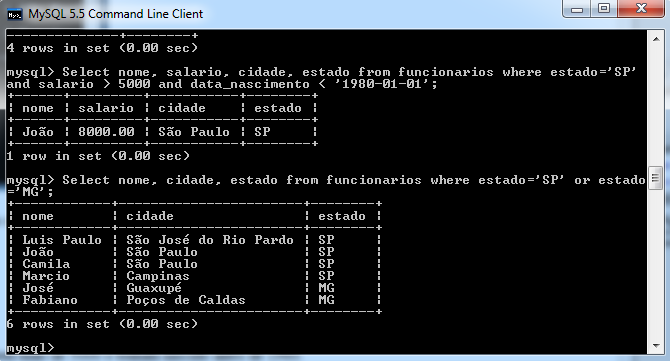 MySQL 5.5 Command Line Client
+---------------+---------+
4 rows in set (0.00 sec)
mysql> Select nome, salario, cidade, estado from funcionarios where estado='SP'
and salario > 5000 and data_nascimento < '1980-01-01';
+------+---------+-----------+--------+
| nome | salario | cidade    | estado |
+------+---------+-----------+--------+
| João | 8000.00 | São Paulo | SP     |
+------+---------+-----------+--------+
1 row in set (0.00 sec)
mysql> Select nome, cidade, estado from funcionarios where estado='SP' or estado
='MG';
+------------+-----------------------+--------+
| nome       | cidade                | estado |
+------------+-----------------------+--------+
| Luis Paulo | São José do Rio Pardo | SP     |
| João       | São Paulo             | SP     |
| Camila     | São Paulo             | SP     |
| Marcio     | Campinas              | SP     |
| José       | Guaxupé               | MG     |
| Fabiano    | Poços de Caldas       | MG     |
+------------+-----------------------+--------+
6 rows in set (0.00 sec)
mysql>